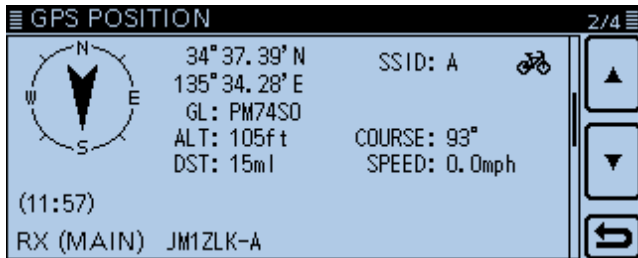 GPS POSITION 2/4
N
W E
S
34°37.39'N SSID: A
135°34.28'E
GL: PM74SO
ALT: 105ft COURSE: 93°
DST: 15ml SPEED: 0.0mph
(11:57)
RX (MAIN) JM1ZLK-A